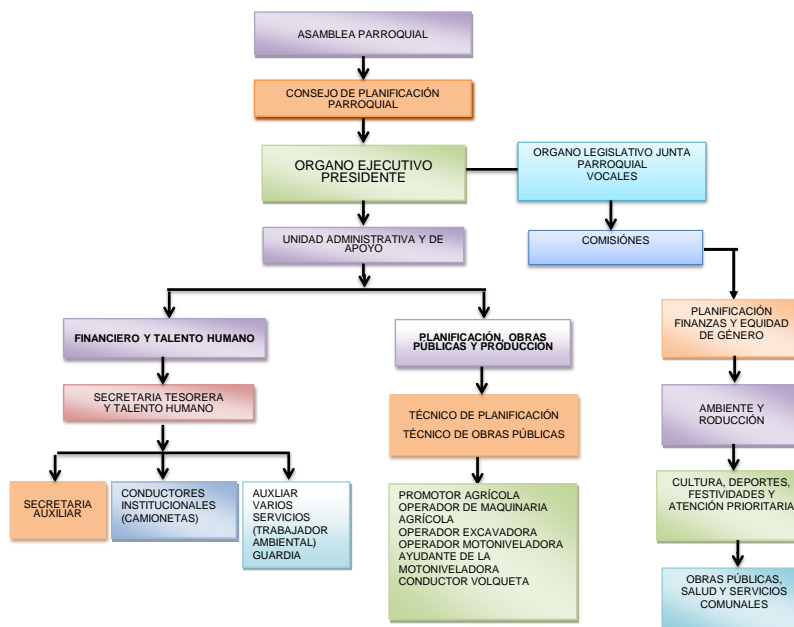 ASAMBLEA PARROQUIAL
CONSEJO DE PLANIFICACIÓN
PARROQUIAL
ORGANO EJECUTIVO
PRESIDENTE
ORGANO LEGISLATIVO JUNTA
PARROQUIAL
VOCALES
UNIDAD ADMINISTRATIVA Y DE
APOYO
COMISIÓNES
FINANCIERO Y TALENTO HUMANO
PLANIFICACIÓN, OBRAS
PÚBLICAS Y PRODUCCIÓN
PLANIFICACIÓN
FINANZAS Y EQUIDAD
DE GÉNERO
SECRETARIA TESORERA
Y TALENTO HUMANO
TÉCNICO DE PLANIFICACIÓN
TÉCNICO DE OBRAS PÚBLICAS
AMBIENTE Y
RODUCCIÓN
SECRETARIA
AUXILIAR
CONDUCTORES
INSTITUCIONALES
(CAMIONETAS)
AUXLIAR
VARIOS
SERVICIOS
(TRABAJADOR
AMBIENTAL)
GUARDIA
PROMOTOR AGRÍCOLA
OPERADOR DE MAQUINARIA
AGRÍCOLA
OPERADOR EXCAVADORA
OPERADOR MOTONIVELADORA
AYUDANTE DE LA
MOTONIVELADORA
CONDUCTOR VOLQUETA
CULTURA, DEPORTES,
FESTIVIDADES Y
ATENCIÓN PRIORITARIA
OBRAS PÚBLICAS,
SALUD Y SERVICIOS
COMUNALES